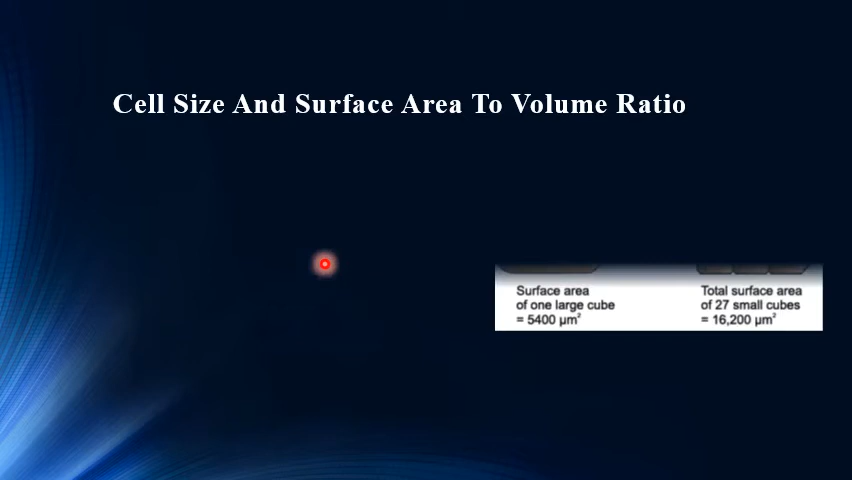 Cell Size And Surface Area To Volume Ratio
Surface area
of one large cube
= 5400 µm²
Total surface area
of 27 small cubes
= 16,200 µm²